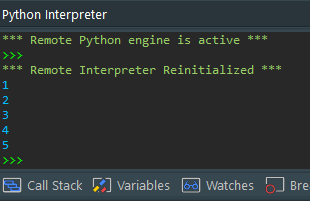 Python Interpreter
*** Remote Python engine is active ***
>>>
*** Remote Interpreter Reinitialized ***
1
2
3
4
5
>>>
Call Stack Variables Watches Bre